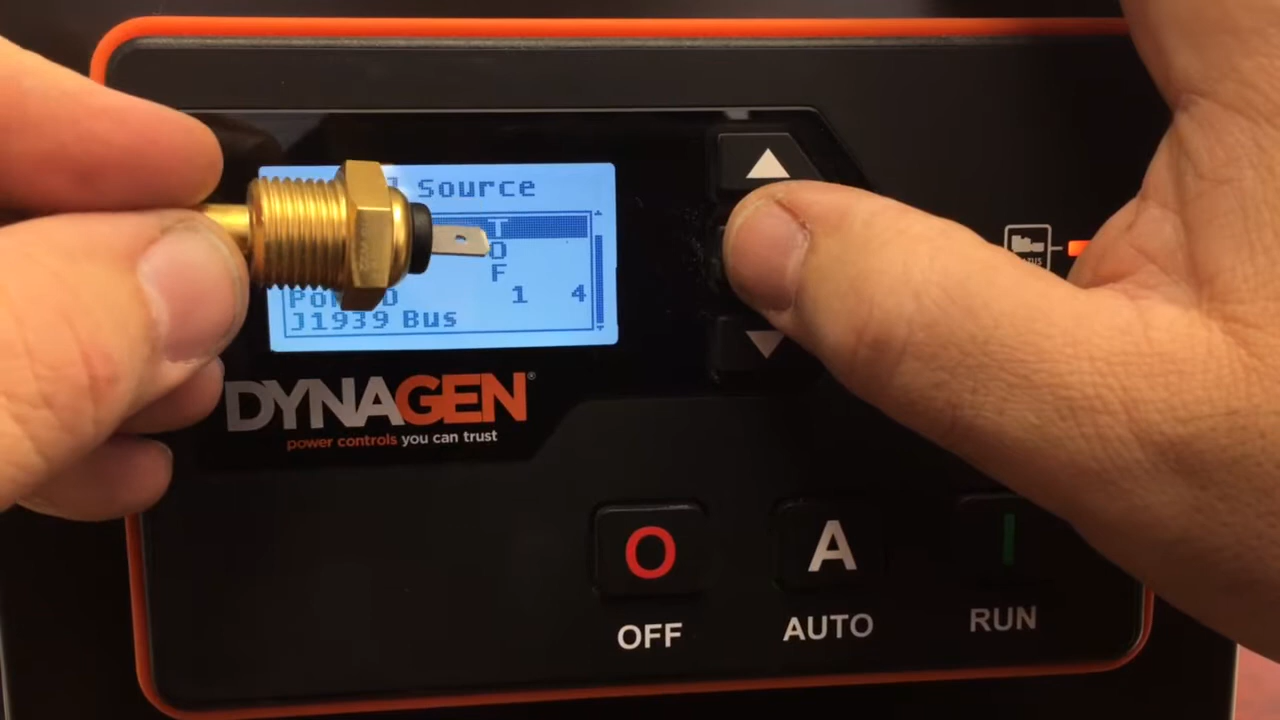 Source
T
O
F
1 4
J1939 Bus
DYNAGEN®
power controls you can trust
O
A
I
OFF
AUTO
RUN